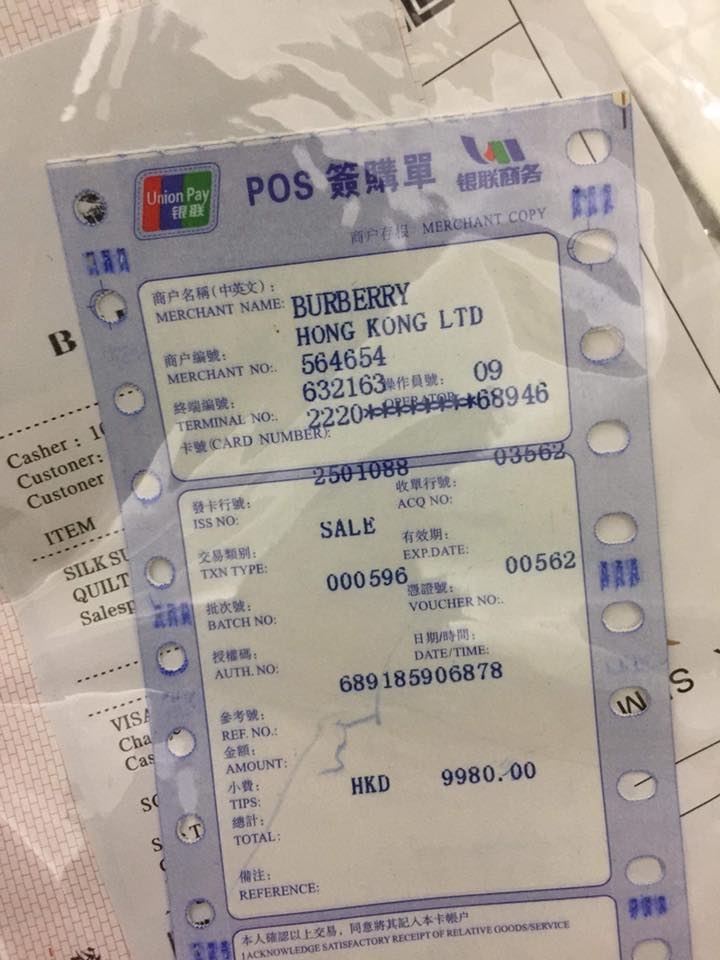 Union Pay
银联
POS 簽購單
银联商务
商户存根 MERCHANT COPY
商户名稱(中英文):
MERCHANT NAME: BURBERRY
HONG KONG LTD
商户編號:
MERCHANT NO:. 564654
終端編號: 632163 操作員號: 09
TERMINAL NO:. OPERATOR
2220********68946
卡號(CARD NUMBER):
2501088 03562
發卡行號: 收單行號:
ISS NO: ACQ NO:
SALE
交易類别: 有效期:
TXN TYPE: EXP.DATE:
000596 00562
批次號: 憑證號:
BATCH NO: VOUCHER NO:.
授權碼: 日期/時間:
AUTH.NO: DATE/TIME:
689185906878
參考號:
REF. NO.:
金額:
AMOUNT:
小費: HKD 9980.00
TIPS:
總計:
TOTAL:
備注:
REFERENCE:
本人確認以上交易，同意將其記入本卡帳户
I ACKNOWLEDGE SATISFACTORY RECEIPT OF RELATIVE GOODS/SERVICE
B
Casher : 10
Custoner:
Custoner
ITEM
SILK SU
QUILT
Salesp
VISA
Cha
Cas